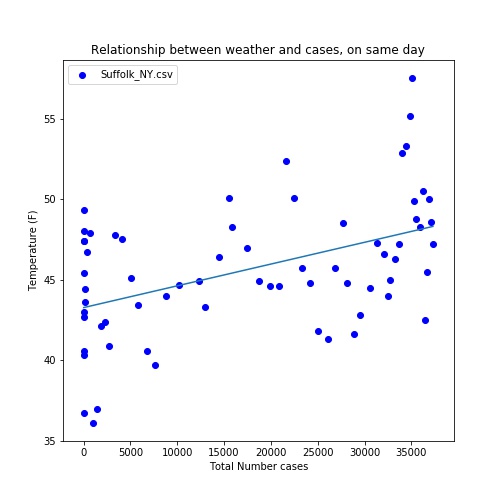 Relationship between weather and cases, on same day
Suffolk_NY.csv
Temperature (F)
55
50
45
40
35
0 5000 10000 15000 20000 25000 30000 35000
Total Number cases